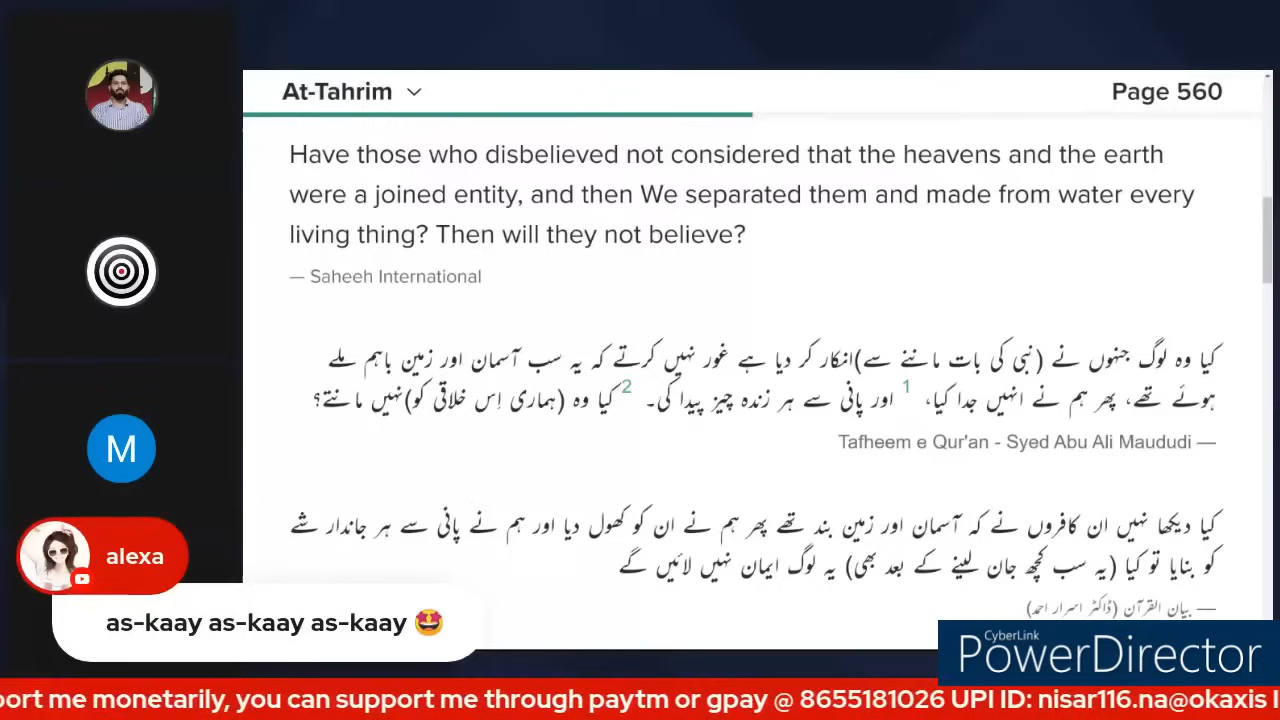 At-Tahrim
Page 560
Have those who disbelieved not considered that the heavens and the earth
were a joined entity, and then We separated them and made from water every
living thing? Then will they not believe?
— Saheeh International
کیا وہ لوگ جنہوں نے (نبی کی بات ماننے سے)انکار کر دیا ہے غور نہیں کرتے کہ یہ سب آسمان اور زمین باہم ملے
ہوئے تھے، پھر ہم نے انہیں جدا کیا، 1 اور پانی سے ہر زندہ چیز پیدا کی۔ 2 کیا وہ (ہماری اِس خلاقی کو)نہیں مانتے؟
Tafheem e Qur'an - Syed Abu Ali Maududi —
کیا دیکھا نہیں ان کافروں نے کہ آسمان اور زمین بند تھے پھر ہم نے ان کو کھول دیا اور ہم نے پانی سے ہر جاندار شے
کو بنایا تو کیا (یہ سب کچھ جان لینے کے بعد بھی) یہ لوگ ایمان نہیں لائیں گے
— بیان القرآن (ڈاکٹر اسرار احمد)
M
alexa
as-kaay as-kaay as-kaay 🤩
CyberLink
PowerDirector
ort me monetarily, you can support me through paytm or gpay @ 8655181026 UPI ID: nisar116.na@okaxis I